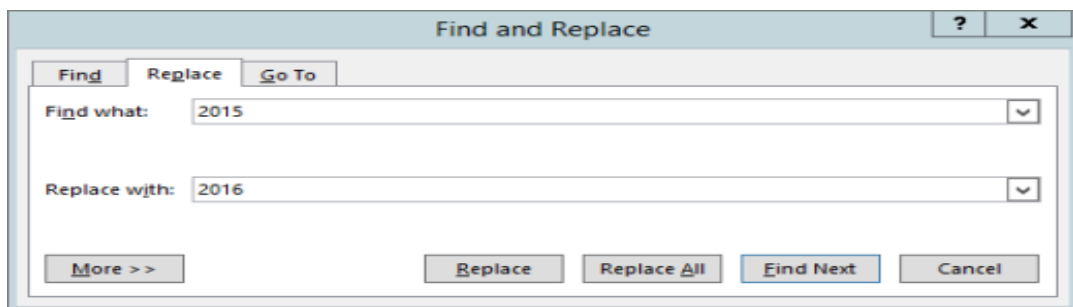 Find and Replace ? x
Find Replace Go To
Find what: 2015
Replace with: 2016
More >> Replace Replace All Find Next Cancel